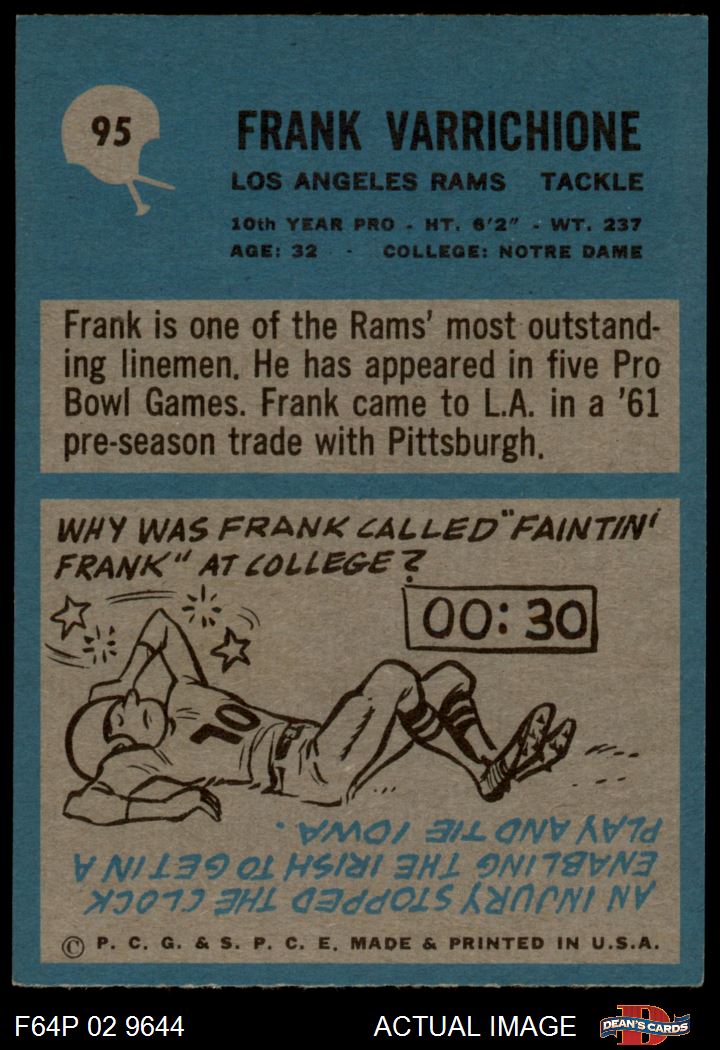 95
FRANK VARRICHIONE
LOS ANGELES RAMS TACKLE
10th YEAR PRO - HT. 6'2" - WT. 237
AGE: 32 - COLLEGE: NOTRE DAME
Frank is one of the Rams' most outstand-
ing linemen. He has appeared in five Pro
Bowl Games. Frank came to L.A. in a '61
pre-season trade with Pittsburgh.
WHY WAS FRANK CALLED "FAINTIN'
FRANK" AT COLLEGE?
00:30
10
AN INJURY STOPPED THE CLOCK
ENABLING THE IRISH TO GET IN A
PLAY AND TIE IOWA.
© P. C. G. & S. P. C. E. MADE & PRINTED IN U.S.A.
F64P 02 9644
ACTUAL IMAGE
D
DEAN'S CARDS